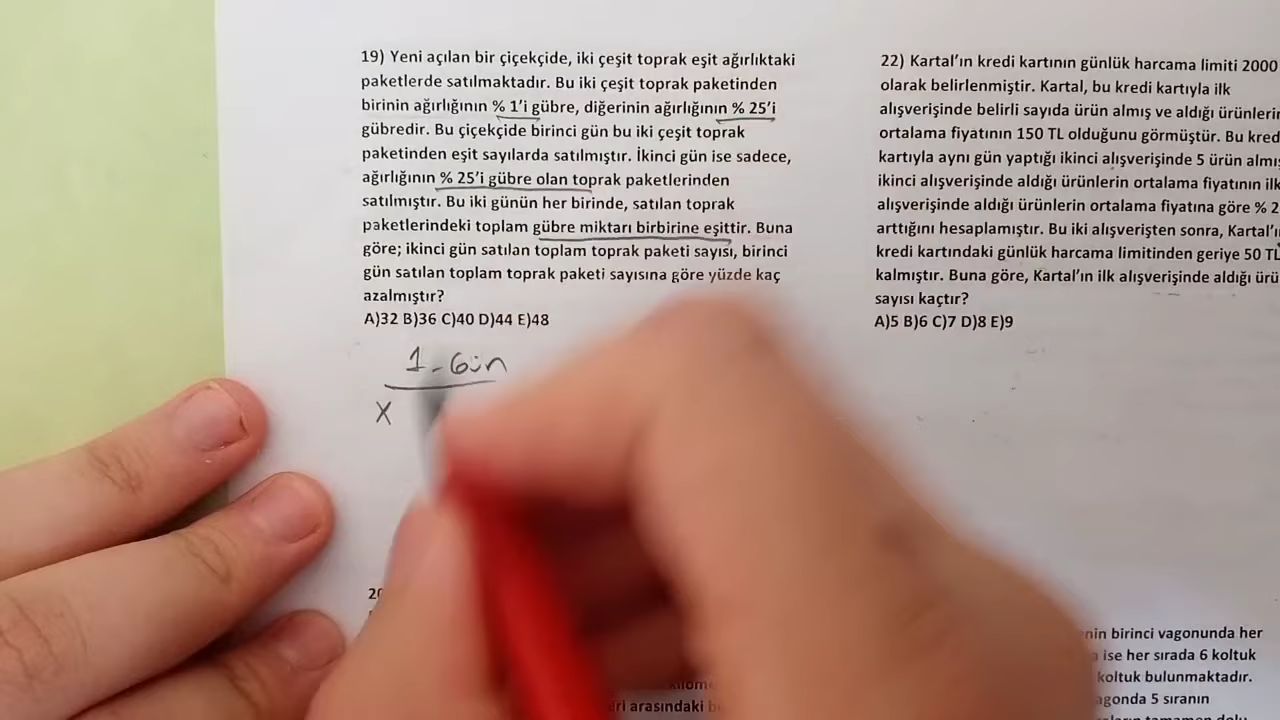 19) Yeni açılan bir çiçekçide, iki çeşit toprak eşit ağırlıktaki
paketlerde satılmaktadır. Bu iki çeşit toprak paketinden
birinin ağırlığının % 1'i gübre, diğerinin ağırlığının % 25'i
gübredir. Bu çiçekçide birinci gün bu iki çeşit toprak
paketinden eşit sayılarda satılmıştır. İkinci gün ise sadece,
ağırlığının % 25'i gübre olan toprak paketlerinden
satılmıştır. Bu iki günün her birinde, satılan toprak
paketlerindeki toplam gübre miktarı birbirine eşittir. Buna
göre; ikinci gün satılan toplam toprak paketi sayısı, birinci
gün satılan toplam toprak paketi sayısına göre yüzde kaç
azalmıştır?
A)32 B)36 C)40 D)44 E)48
1. Gün
x
22) Kartal'ın kredi kartının günlük harcama limiti 2000
olarak belirlenmiştir. Kartal, bu kredi kartıyla ilk
alışverişinde belirli sayıda ürün almış ve aldığı ürünlerin
ortalama fiyatının 150 TL olduğunu görmüştür. Bu kred
kartıyla aynı gün yaptığı ikinci alışverişinde 5 ürün almış
ikinci alışverişinde aldığı ürünlerin ortalama fiyatının ilk
alışverişinde aldığı ürünlerin ortalama fiyatına göre % 2
arttığını hesaplamıştır. Bu iki alışverişten sonra, Kartal'ı
kredi kartındaki günlük harcama limitinden geriye 50 TL
kalmıştır. Buna göre, Kartal'ın ilk alışverişinde aldığı ürü
sayısı kaçtır?
A)5 B)6 C)7 D)8 E)9
birinci vagonunda her
ise her sırada 6 koltuk
koltuk bulunmaktadır.
5 sıranın
arasındaki